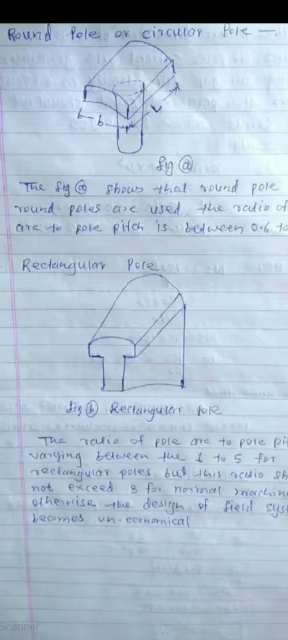 Round Pole or circular Pole —
b
L
fig ⓐ
The fig ⓐ shows that round pole
round poles are used, the ratio of
arc to pole pitch is between 0.6 to
Rectangular Pole
fig ⓑ Rectangular pole
The ratio of pole arc to pole pi
varying between the 1 to 5 for
rectangular poles. but this ratio sh
not exceed 8 for normal machin
otherwise the design of field sys
becomes un-economical